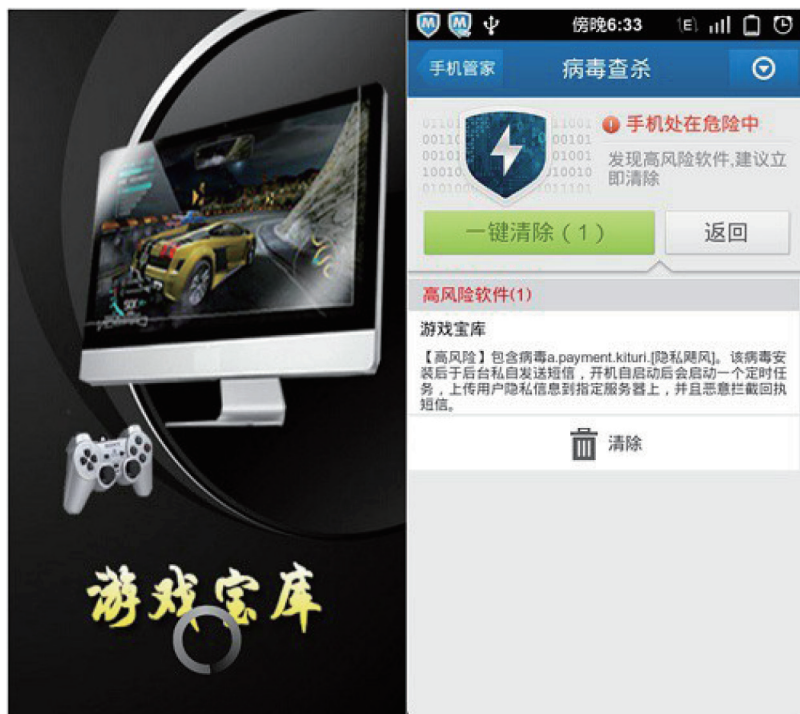 游戏宝库
傍晚6:33
手机管家
病毒查杀
手机处在危险中
发现高风险软件,建议立
即清除
一键清除(1)
返回
高风险软件(1)
游戏宝库
【高风险】包含病毒a.payment.kituri.[隐私飓风]。该病毒安
装后于后台私自发送短信，开机自启动后会启动一个定时任
务，上传用户隐私信息到指定服务器上，并且恶意拦截回执
短信。
清除